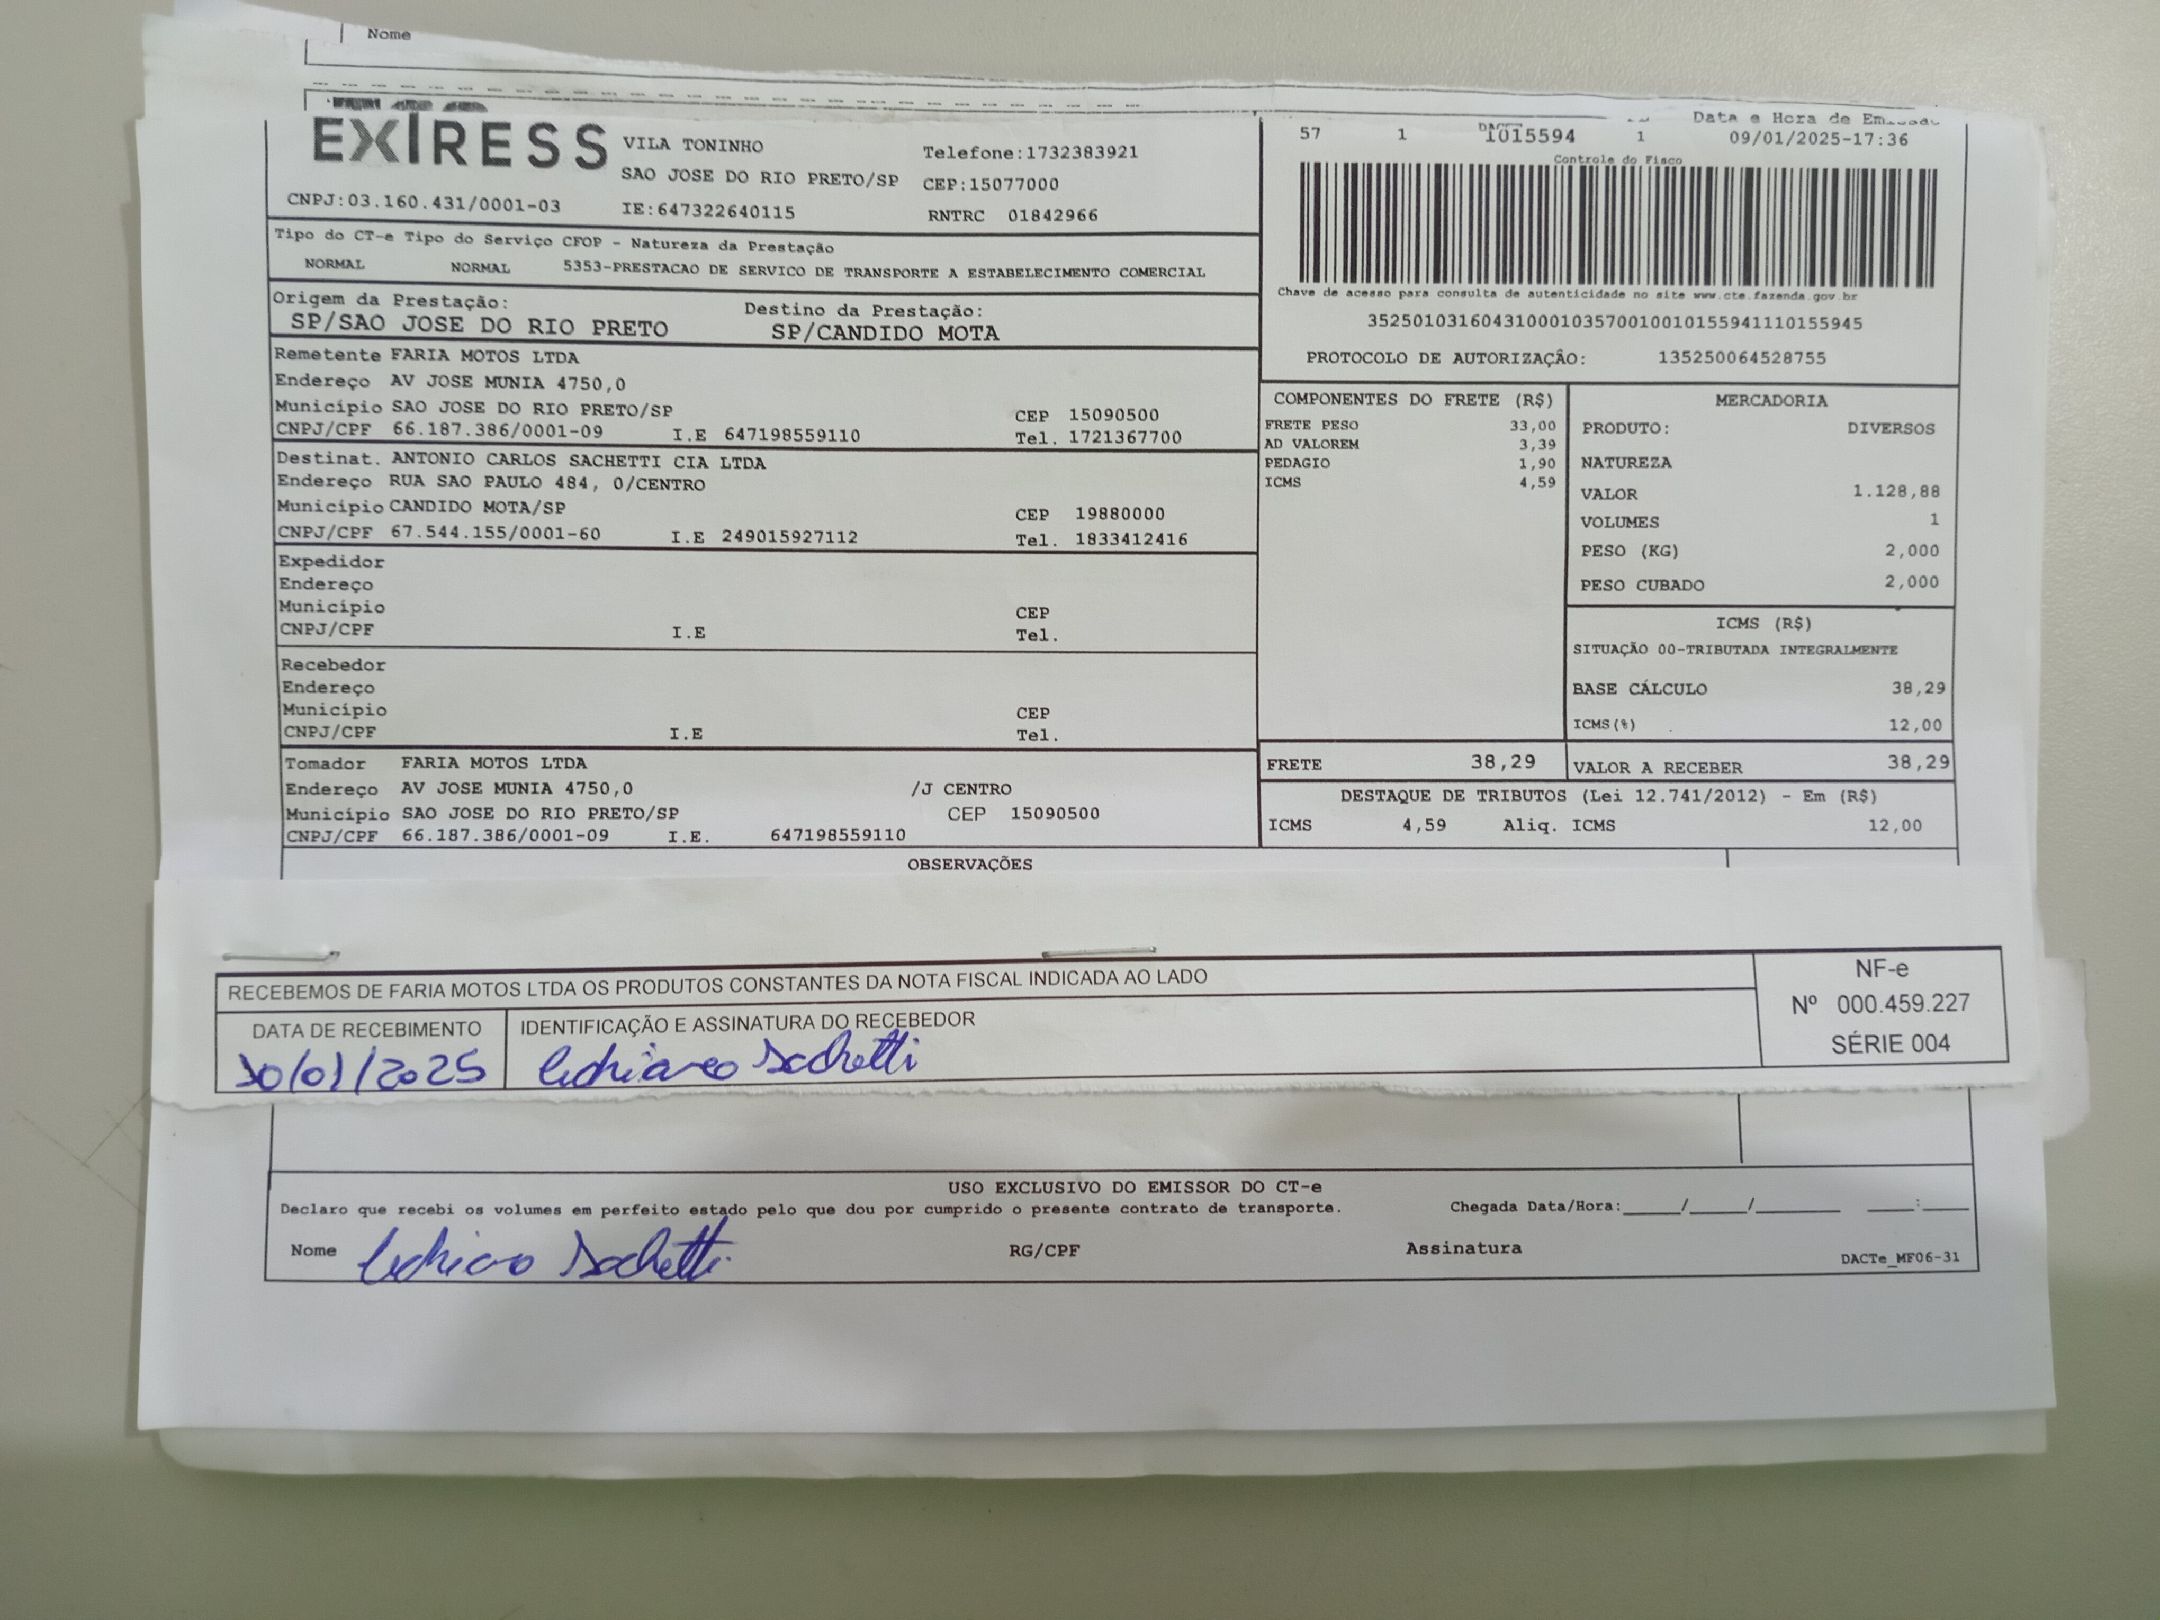 Nome
EXTRESS
VILA TONINHO
Telefone:1732383921
SAO JOSE DO RIO PRETO/SP CEP:15077000
CNPJ:03.160.431/0001-03 IE:647322640115 RNTRC 01842966
57 1 DACTE 1015594 1
Data e Hora de
09/01/2025-17:36
Controle do Fisco
Chave de acesso para consulta de autenticidade no site www.cte.fazenda.gov.br
35250103160431000103570010010155941110155945
PROTOCOLO DE AUTORIZAÇÂO: 135250064528755
Tipo do CT-e Tipo do Serviço CFOP - Natureza da Prestação
NORMAL NORMAL 5353-PRESTACAO DE SERVICO DE TRANSPORTE A ESTABELECIMENTO COMERCIAL
Origem da Prestação: Destino da Prestação:
SP/SAO JOSE DO RIO PRETO SP/CANDIDO MOTA
Remetente FARIA MOTOS LTDA
Endereço AV JOSE MUNIA 4750,0
Município SAO JOSE DO RIO PRETO/SP CEP 15090500
CNPJ/CPF 66.187.386/0001-09 I.E 647198559110 Tel. 1721367700
Destinat. ANTONIO CARLOS SACHETTI CIA LTDA
Endereço RUA SAO PAULO 484, 0/CENTRO
Município CANDIDO MOTA/SP CEP 19880000
CNPJ/CPF 67.544.155/0001-60 I.E 249015927112 Tel. 1833412416
Expedidor
Endereço
Município CEP
CNPJ/CPF I.E Tel.
Recebedor
Endereço
Município CEP
CNPJ/CPF I.E Tel.
Tomador FARIA MOTOS LTDA
Endereço AV JOSE MUNIA 4750,0 /J CENTRO
Município SAO JOSE DO RIO PRETO/SP CEP 15090500
CNPJ/CPF 66.187.386/0001-09 I.E. 647198559110
COMPONENTES DO FRETE (R$)
FRETE PESO 33,00
AD VALOREM 3,39
PEDAGIO 1,90
ICMS 4,59
MERCADORIA
PRODUTO: DIVERSOS
NATUREZA
VALOR 1.128,88
VOLUMES 1
PESO (KG) 2,000
PESO CUBADO 2,000
ICMS (R$)
SITUAÇÃO 00-TRIBUTADA INTEGRALMENTE
BASE CÁLCULO 38,29
ICMS(%) 12,00
FRETE 38,29 VALOR A RECEBER 38,29
DESTAQUE DE TRIBUTOS (Lei 12.741/2012) - Em (R$)
ICMS 4,59 Aliq. ICMS 12,00
OBSERVAÇÕES
RECEBEMOS DE FARIA MOTOS LTDA OS PRODUTOS CONSTANTES DA NOTA FISCAL INDICADA AO LADO
DATA DE RECEBIMENTO IDENTIFICAÇÃO E ASSINATURA DO RECEBEDOR
10/01/2025 Adriano Sachetti
NF-e
Nº 000.459.227
SÉRIE 004
USO EXCLUSIVO DO EMISSOR DO CT-e
Declaro que recebi os volumes em perfeito estado pelo que dou por cumprido o presente contrato de transporte. Chegada Data/Hora:_____/_____/_______ ____:____
Nome Adriano Sachetti RG/CPF Assinatura
DACTe_MF06-31